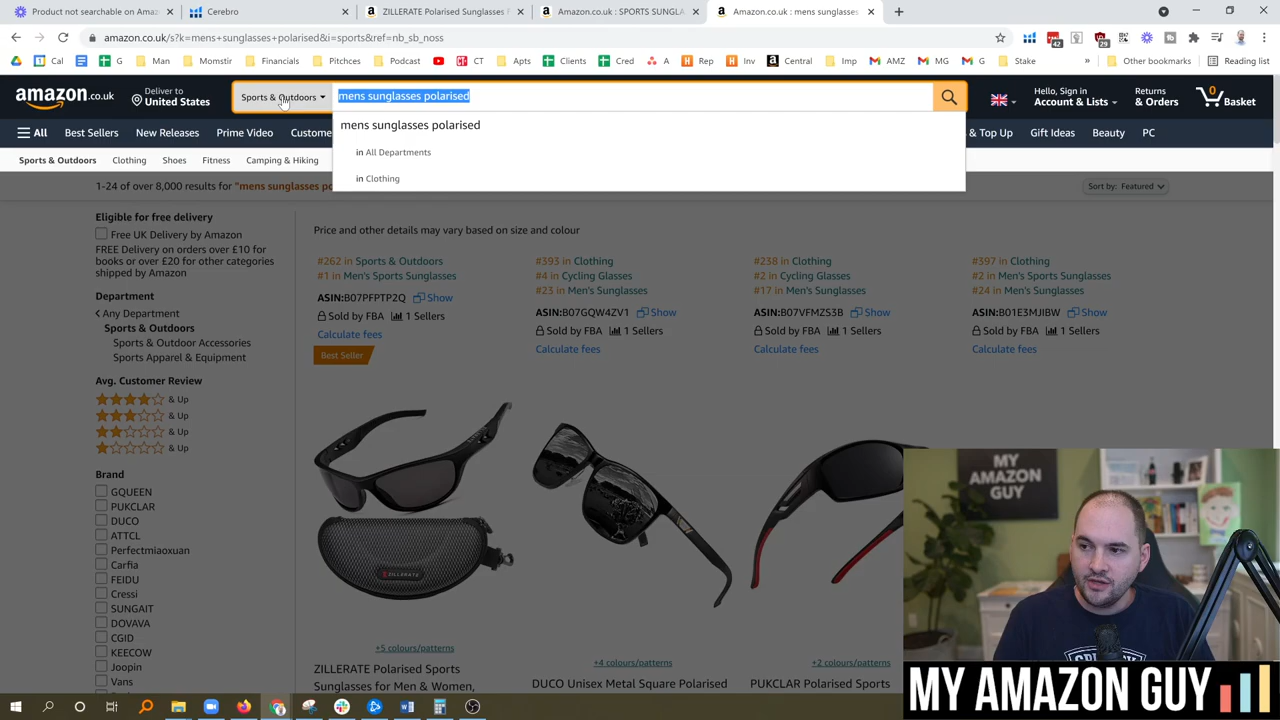 Product not searchable on Amaz
Cerebro
ZILLERATE Polarised Sunglasses F
Amazon.co.uk : SPORTS SUNGLA
Amazon.co.uk : mens sunglasses
amazon.co.uk/s?k=mens+sunglasses+polarised&i=sports&ref=nb_sb_noss
42
29
Cal
G
Man
Momstir
Financials
Pitchces
Podcast
CT
Apts
Clients
Cred
A
Rep
Inv
Central
Imp
AMZ
MG
G
Stake
Other bookmarks
Reading list
amazon.co.uk
Deliver to
United States
Sports & Outdoors
mens sunglasses polarised
Hello, Sign in
Account & Lists
Returns
& Orders
0
Basket
mens sunglasses polarised
in All Departments
in Clothing
All
Best Sellers
New Releases
Prime Video
Custome
& Top Up
Gift Ideas
Beauty
PC
Sports & Outdoors
Clothing
Shoes
Fitness
Camping & Hiking
1-24 of over 8,000 results for "mens sunglasses po
Sort by: Featured
Eligible for free delivery
Free UK Delivery by Amazon
FREE Delivery on orders over £10 for
books or over £20 for other categories
shipped by Amazon
Department
Any Department
Sports & Outdoors
Sports & Outdoor Accessories
Sports Apparel & Equipment
Avg. Customer Review
& Up
& Up
& Up
& Up
Brand
GQUEEN
PUKCLAR
DUCO
ATTCL
Perfectmiaoxuan
Carfia
FEIDU
Cressi
SUNGAIT
DOVAVA
CGID
KEECOW
Joopin
Vans
Price and other details may vary based on size and colour
#262 in Sports & Outdoors
#1 in Men's Sports Sunglasses
ASIN:B07PFPTP2Q Show
Sold by FBA 1 Sellers
Calculate fees
Best Seller
ZILLERATE
+5 colours/patterns
ZILLERATE Polarised Sports
Sunglasses for Men & Women,
#393 in Clothing
#4 in Cycling Glasses
#23 in Men's Sunglasses
ASIN:B07GQW4ZV1 Show
Sold by FBA 1 Sellers
Calculate fees
+4 colours/patterns
DUCO Unisex Metal Square Polarised
#238 in Clothing
#2 in Cycling Glasses
#17 in Men's Sunglasses
ASIN:B07VFMZS3B Show
Sold by FBA 1 Sellers
Calculate fees
+2 colours/patterns
PUKCLAR Polarised Sports
#397 in Clothing
#2 in Men's Sports Sunglasses
#24 in Men's Sunglasses
ASIN:B01E3MJIBW Show
Sold by FBA 1 Sellers
Calculate fees
MY
AMAZON
GUY
MY AMAZON GUY